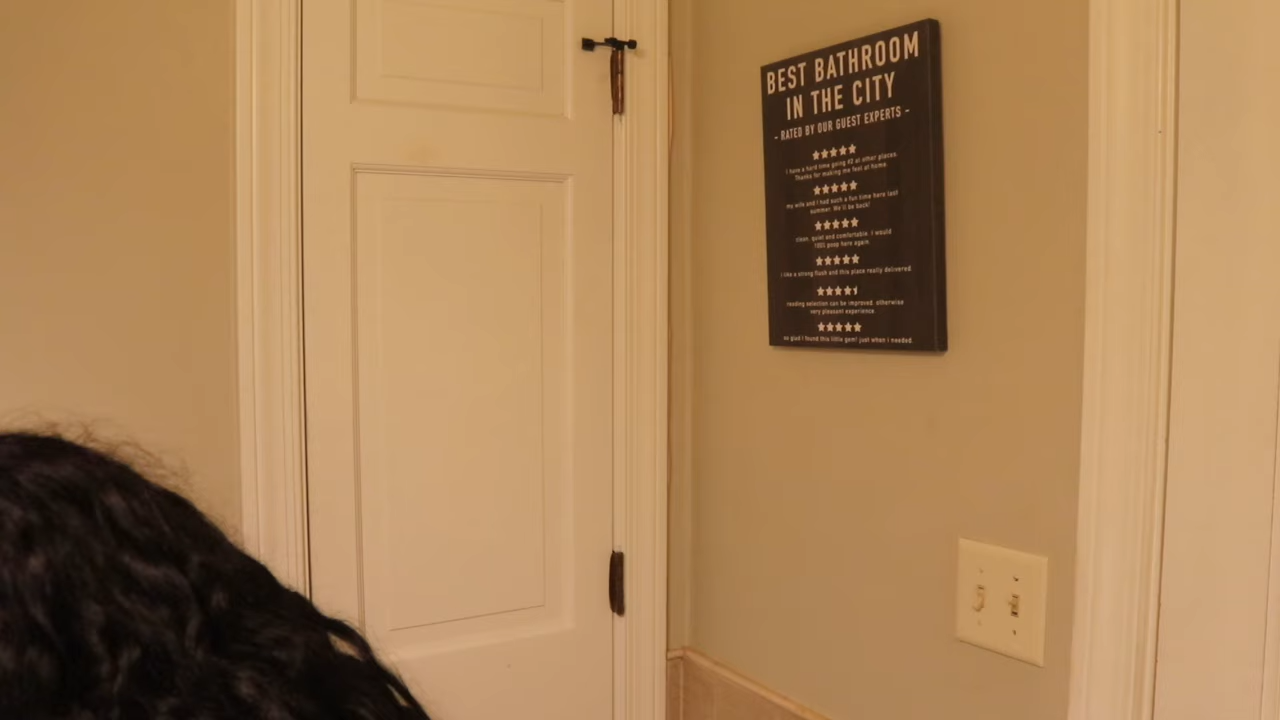 BEST BATHROOM
IN THE CITY
- RATED BY OUR GUEST EXPERTS -
i have a hard time going #2 at other places.
Thanks for making me feel at home.
my wife and I had such a fun time here last
summer. We'll be back!
clean, quiet and comfortable. I would
100% poop here again.
i like a strong flush and this place really delivered.
reading selection can be improved. otherwise
very pleasant experience.
so glad I found this little gem! just when i needed.